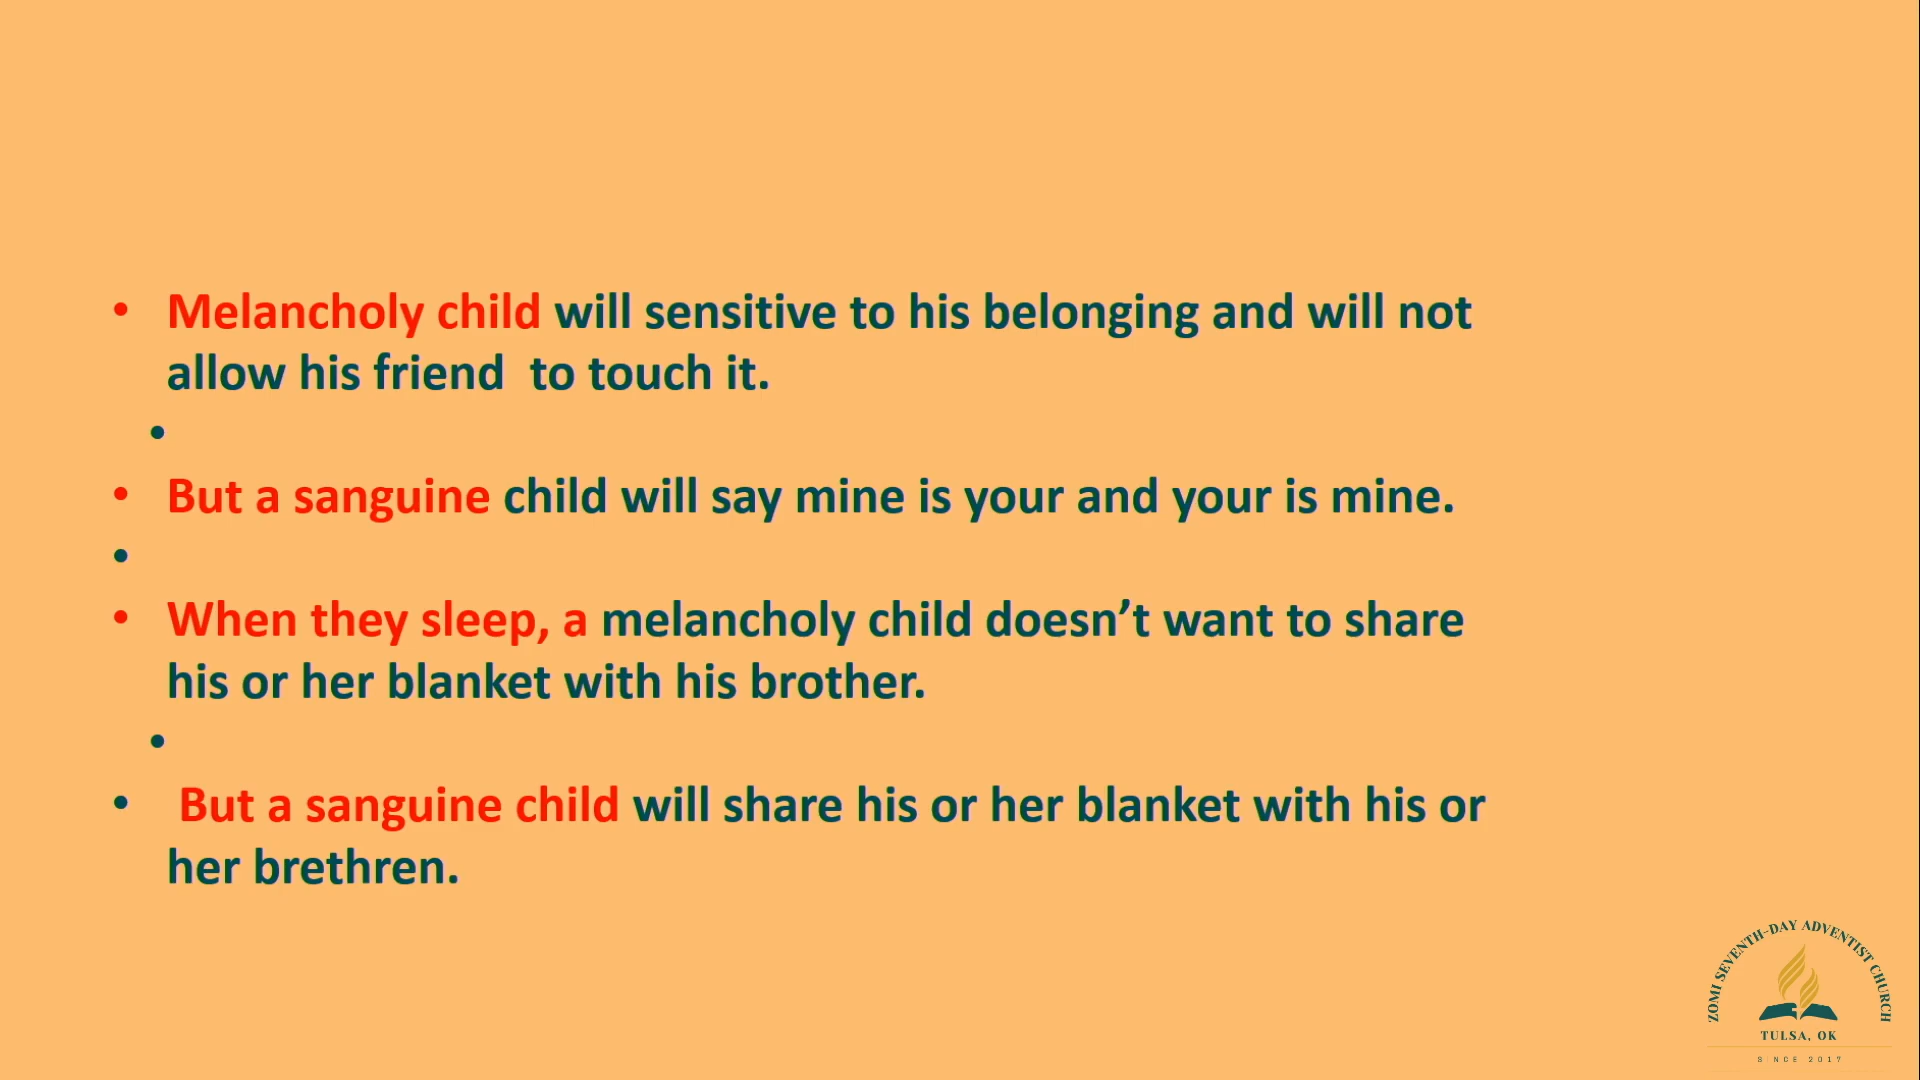 • Melancholy child will sensitive to his belonging and will not
allow his friend  to touch it.
•
• But a sanguine child will say mine is your and your is mine.
•
• When they sleep, a melancholy child doesn’t want to share
his or her blanket with his brother.
•
• But a sanguine child will share his or her blanket with his or
her brethren.
ZOMI SEVENTH-DAY ADVENTIST CHURCH
TULSA, OK
SINCE 2017